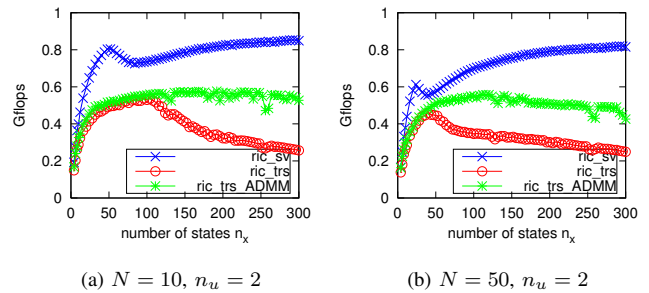 1
0.8
0.6
0.4
0.2
0
Gflops
ric_sv
ric_trs
ric_trs_ADMM
0 50 100 150 200 250 300
number of states n_x
(a) N = 10, n_u = 2
1
0.8
0.6
0.4
0.2
0
Gflops
ric_sv
ric_trs
ric_trs_ADMM
0 50 100 150 200 250 300
number of states n_x
(b) N = 50, n_u = 2